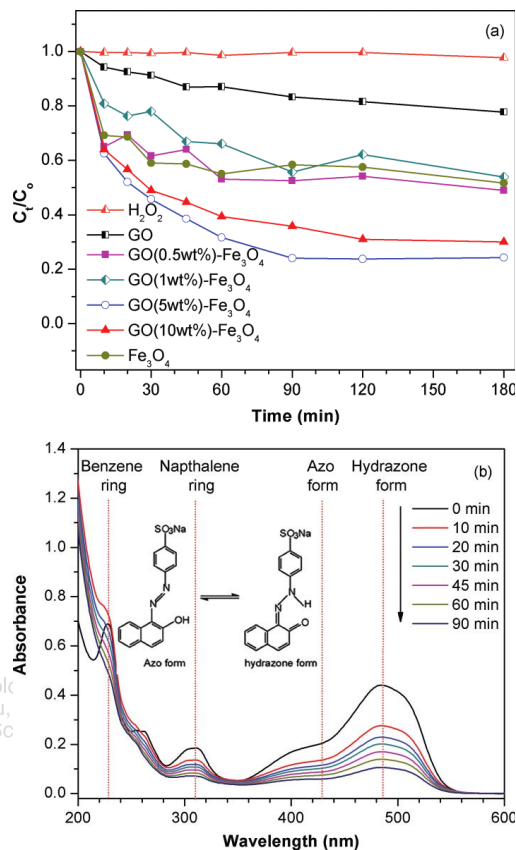 (a)
1.0
0.8
0.6
0.4
0.2
0.0
Ct/Co
H2O2
GO
GO(0.5wt%)-Fe3O4
GO(1wt%)-Fe3O4
GO(5wt%)-Fe3O4
GO(10wt%)-Fe3O4
Fe3O4
0 30 60 90 120 150 180
Time (min)
(b)
1.4
1.2
1.0
0.8
0.6
0.4
0.2
0.0
Absorbance
Benzene
ring
Napthalene
ring
Azo
form
Hydrazone
form
0 min
10 min
20 min
30 min
45 min
60 min
90 min
SO3Na
N
N
OH
Azo form
SO3Na
N
N
H
O
hydrazone form
200 300 400 500 600
Wavelength (nm)